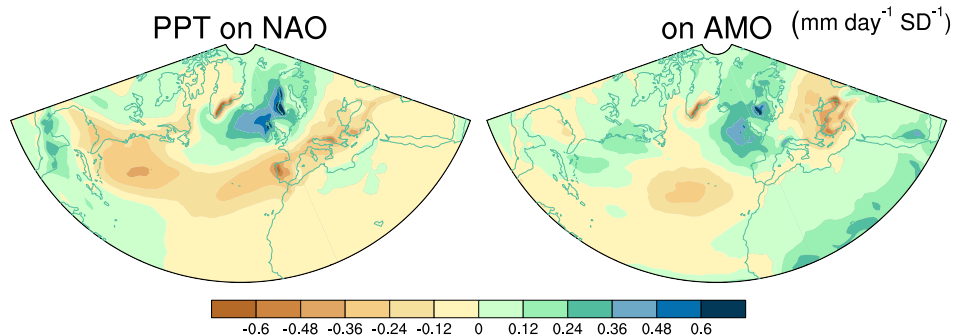 PPT on NAO
on AMO (mm day⁻¹ SD⁻¹)
-0.6 -0.48 -0.36 -0.24 -0.12 0 0.12 0.24 0.36 0.48 0.6